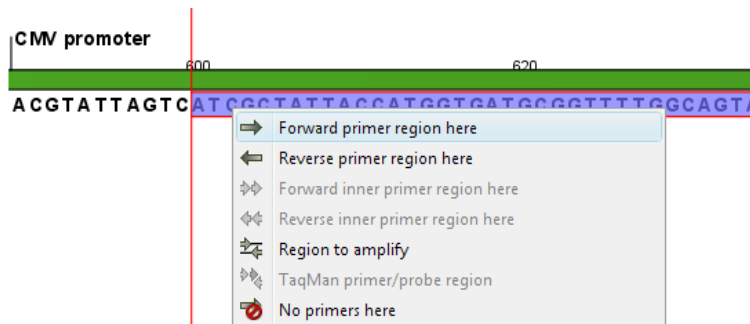 CMV promoter
600 620
ACGTATTAGTCATCGCTATTACCATGGTGATGCGGTTTTGGCAGTA
Forward primer region here
Reverse primer region here
Forward inner primer region here
Reverse inner primer region here
Region to amplify
TaqMan primer/probe region
No primers here